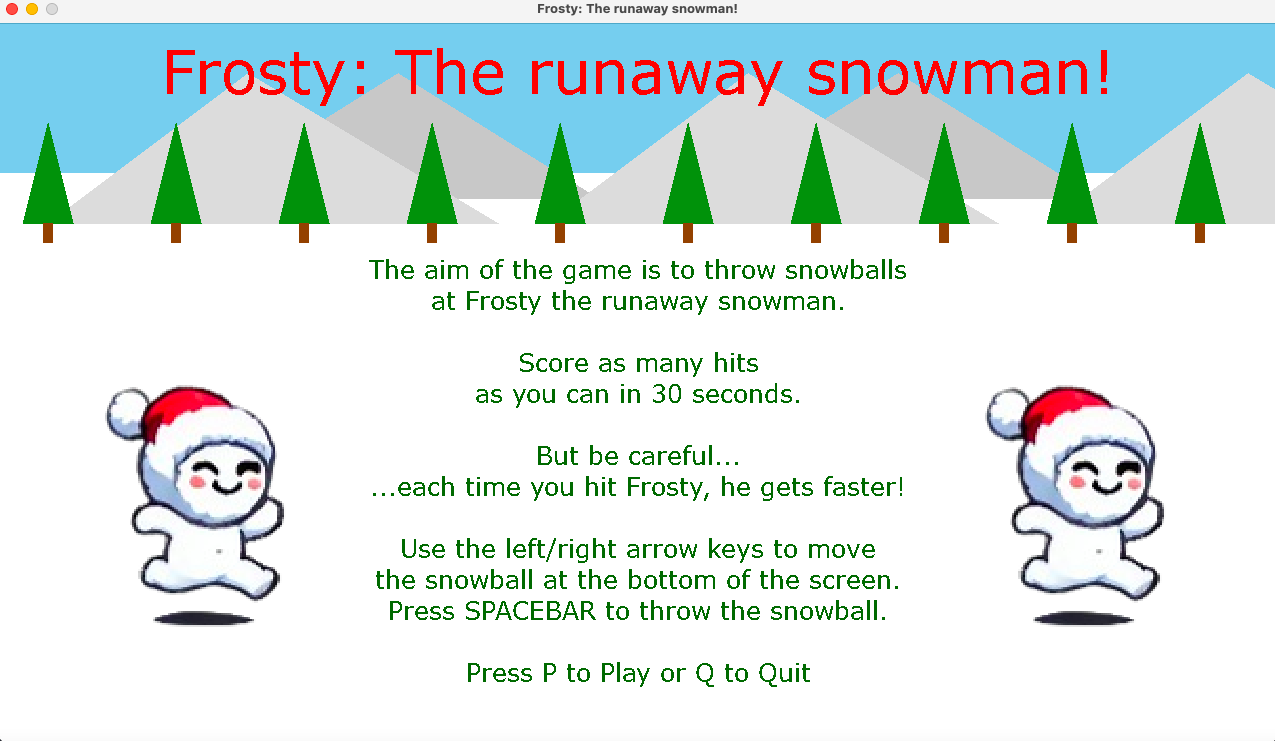 Frosty: The runaway snowman!
Frosty: The runaway snowman!
The aim of the game is to throw snowballs
at Frosty the runaway snowman.
Score as many hits
as you can in 30 seconds.
But be careful...
...each time you hit Frosty, he gets faster!
Use the left/right arrow keys to move
the snowball at the bottom of the screen.
Press SPACEBAR to throw the snowball.
Press P to Play or Q to Quit